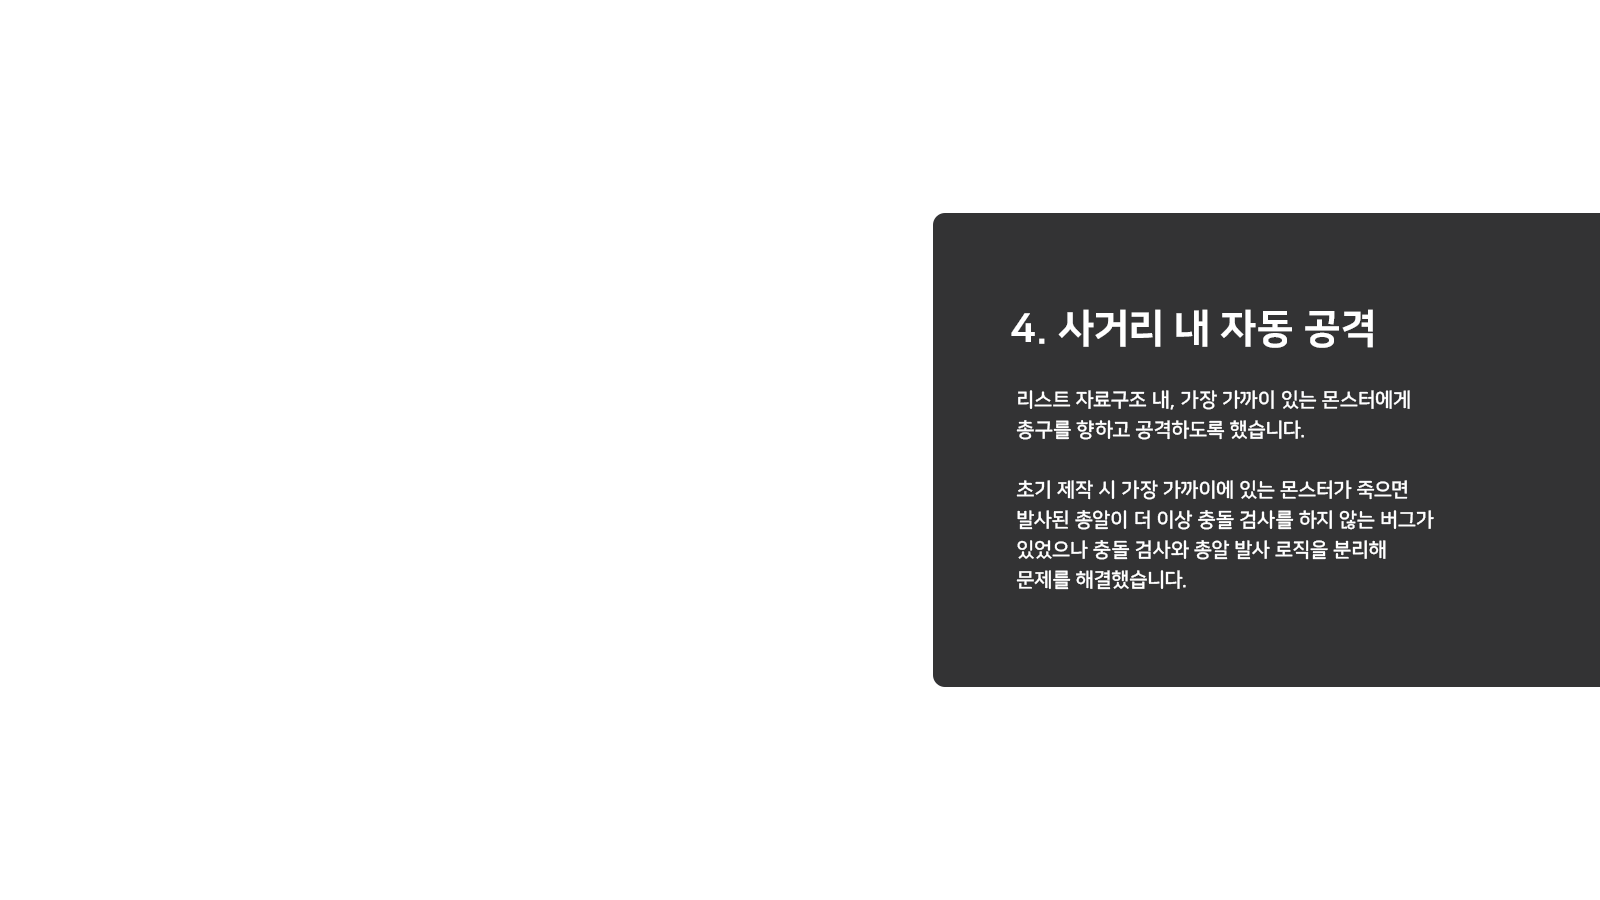 4. 사거리 내 자동 공격
리스트 자료구조 내, 가장 가까이 있는 몬스터에게
총구를 향하고 공격하도록 했습니다.
초기 제작 시 가장 가까이에 있는 몬스터가 죽으면
발사된 총알이 더 이상 충돌 검사를 하지 않는 버그가
있었으나 충돌 검사와 총알 발사 로직을 분리해
문제를 해결했습니다.